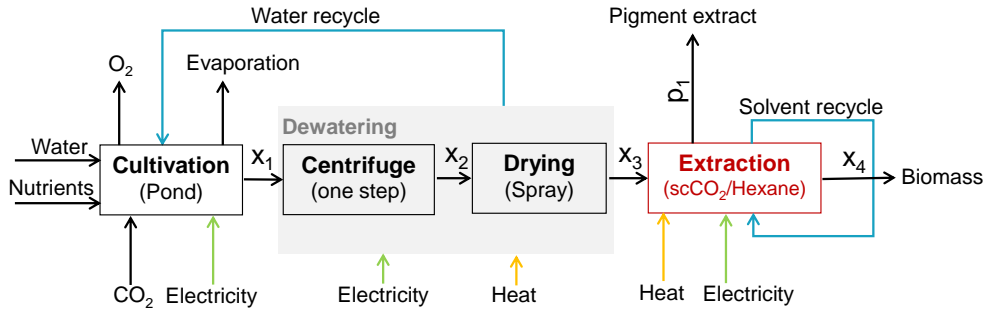 Pigment extract
Water recycle
O₂
Evaporation
p₁
Solvent recycle
Dewatering
Water
Cultivation
(Pond)
x₁
Centrifuge
(one step)
x₂
Drying
(Spray)
x₃
Extraction
(scCO₂/Hexane)
x₄
Biomass
Nutrients
CO₂
Electricity
Electricity
Heat
Heat
Electricity